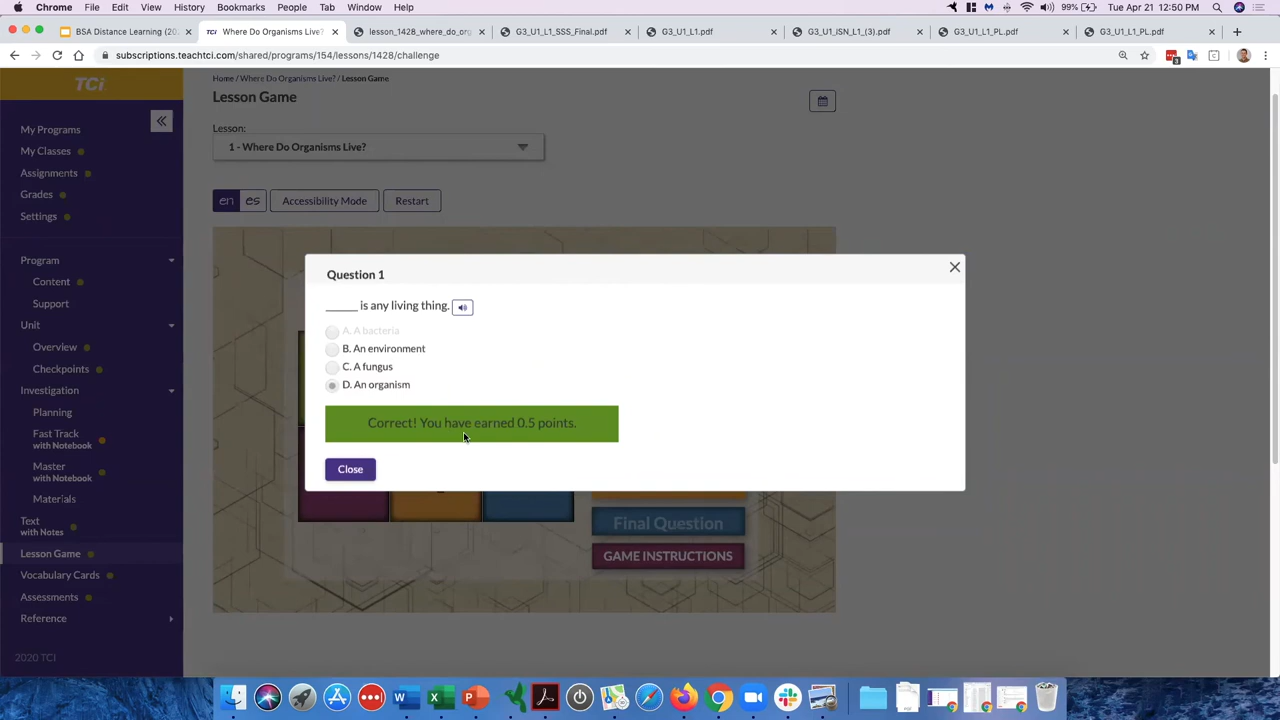 Chrome File Edit View History Bookmarks People Tab Window Help
99% Tue Apr 21 12:50 PM
BSA Distance Learning (20
TCi Where Do Organisms Live?
lesson_1428_where_do_org
G3_U1_L1_SSS_Final.pdf
G3_U1_L1.pdf
G3_U1_ISN_L1_(3).pdf
G3_U1_L1_PL.pdf
G3_U1_L1_PL.pdf
subscriptions.teachtci.com/shared/programs/154/lessons/1428/challenge
TCi
My Programs
My Classes
Assignments
Grades
Settings
Program
Content
Support
Unit
Overview
Checkpoints
Investigation
Planning
Fast Track
with Notebook
Master
with Notebook
Materials
Text
with Notes
Lesson Game
Vocabulary Cards
Assessments
Reference
2020 TCI
Home / Where Do Organisms Live? / Lesson Game
Lesson Game
Lesson:
1 - Where Do Organisms Live?
en es Accessibility Mode Restart
Question 1
______ is any living thing.
A. A bacteria
B. An environment
C. A fungus
D. An organism
Correct! You have earned 0.5 points.
Close
Final Question
GAME INSTRUCTIONS